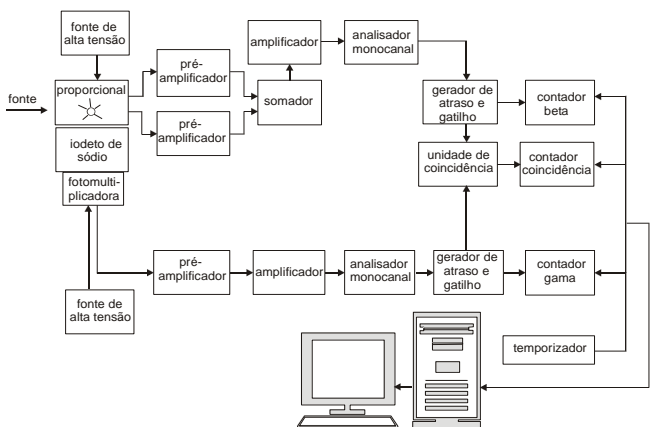 fonte de
alta tensão
fonte
proporcional
iodeto de
sódio
fotomulti-
plicadora
fonte de
alta tensão
pré-
amplificador
pré-
amplificador
somador
amplificador
analisador
monocanal
gerador de
atraso e
gatilho
contador
beta
unidade de
coincidência
contador
coincidência
pré-
amplificador
amplificador
analisador
monocanal
gerador de
atraso e
gatilho
contador
gama
temporizador